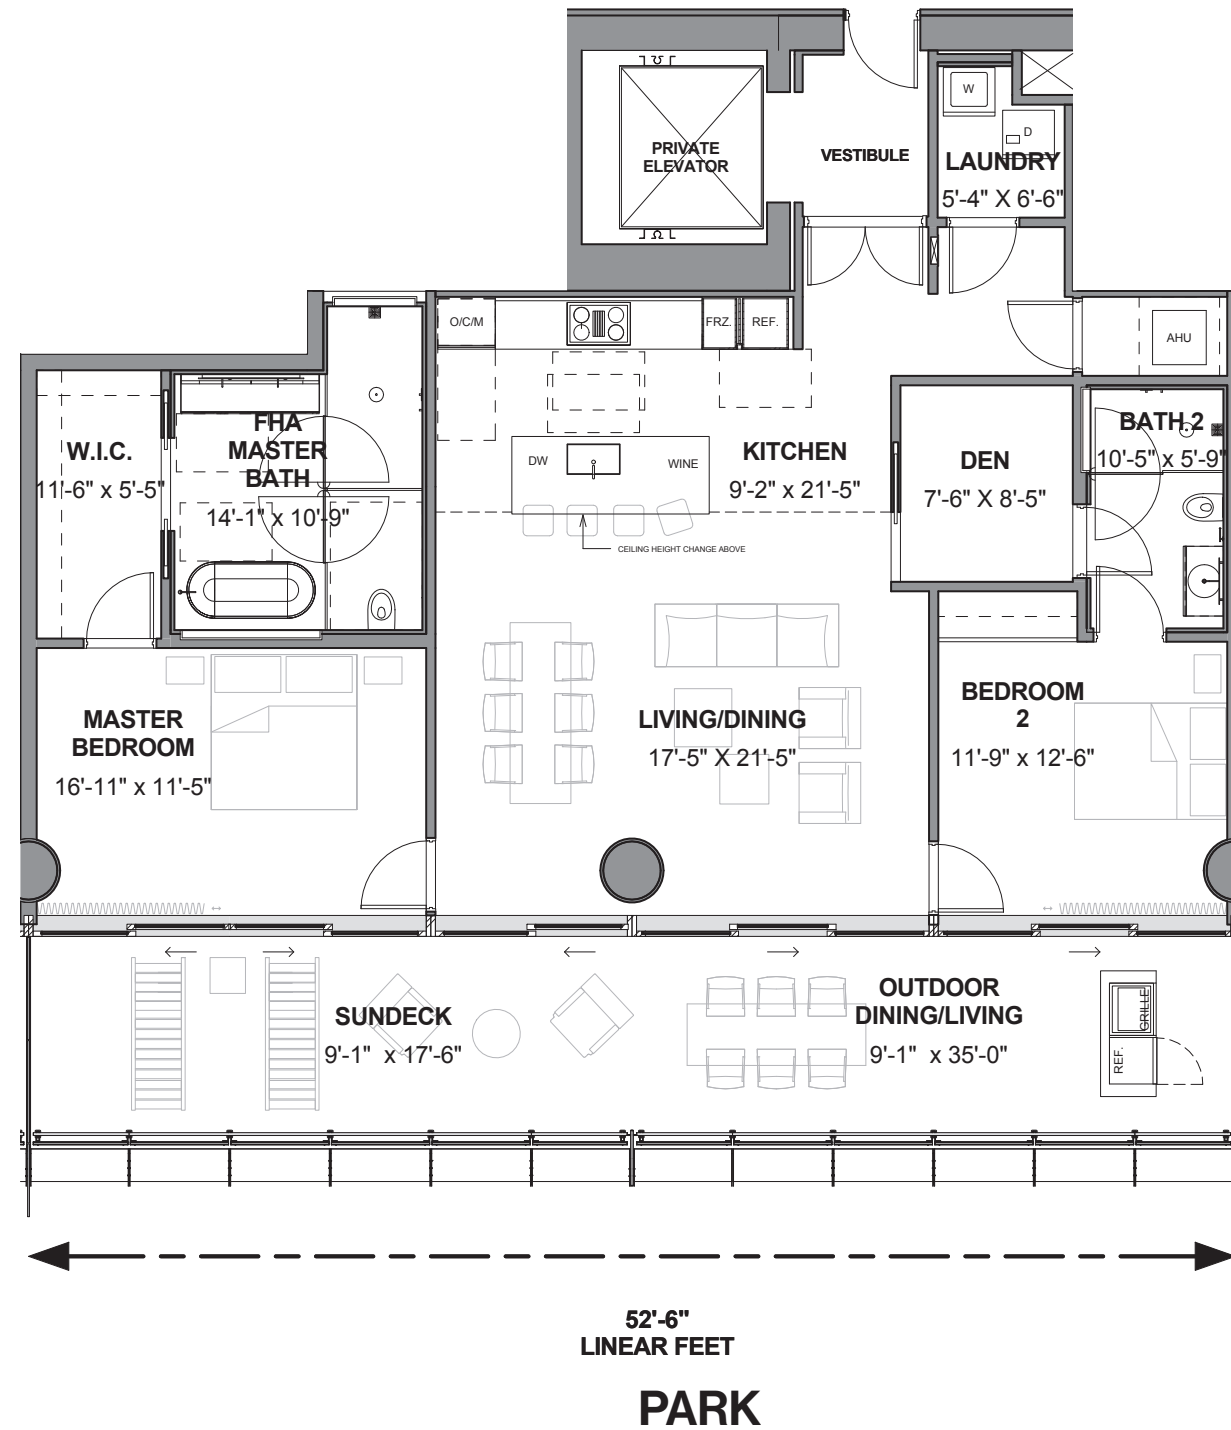 PRIVATE
ELEVATOR
VESTIBULE
W
D
LAUNDRY
5'-4" X 6'-6"
O/C/M
FRZ.
REF.
AHU
W.I.C.
11'-6" x 5'-5"
FHA
MASTER
BATH
14'-1" x 10'-9"
DW
WINE
KITCHEN
9'-2" x 21'-5"
CEILING HEIGHT CHANGE ABOVE
DEN
7'-6" X 8'-5"
BATH 2
10'-5" x 5'-9"
MASTER
BEDROOM
16'-11" x 11'-5"
LIVING/DINING
17'-5" X 21'-5"
BEDROOM
2
11'-9" x 12'-6"
SUNDECK
9'-1" x 17'-6"
OUTDOOR
DINING/LIVING
9'-1" x 35'-0"
GRILLE
REF.
52'-6"
LINEAR FEET
PARK